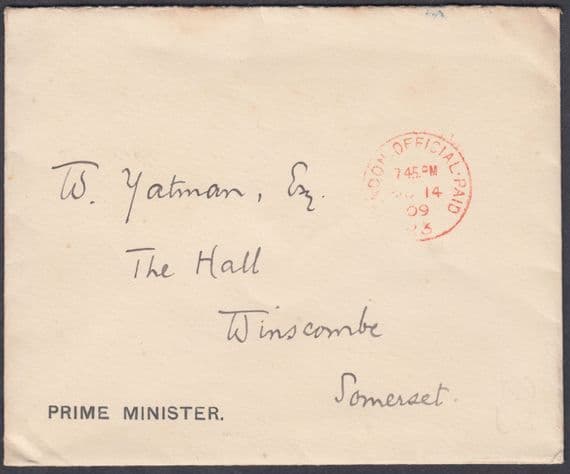 W. Yatman, Esq.
The Hall
Winscombe
Somerset.
PRIME MINISTER.
OFFICIAL·PAID
7.45 PM
14
09